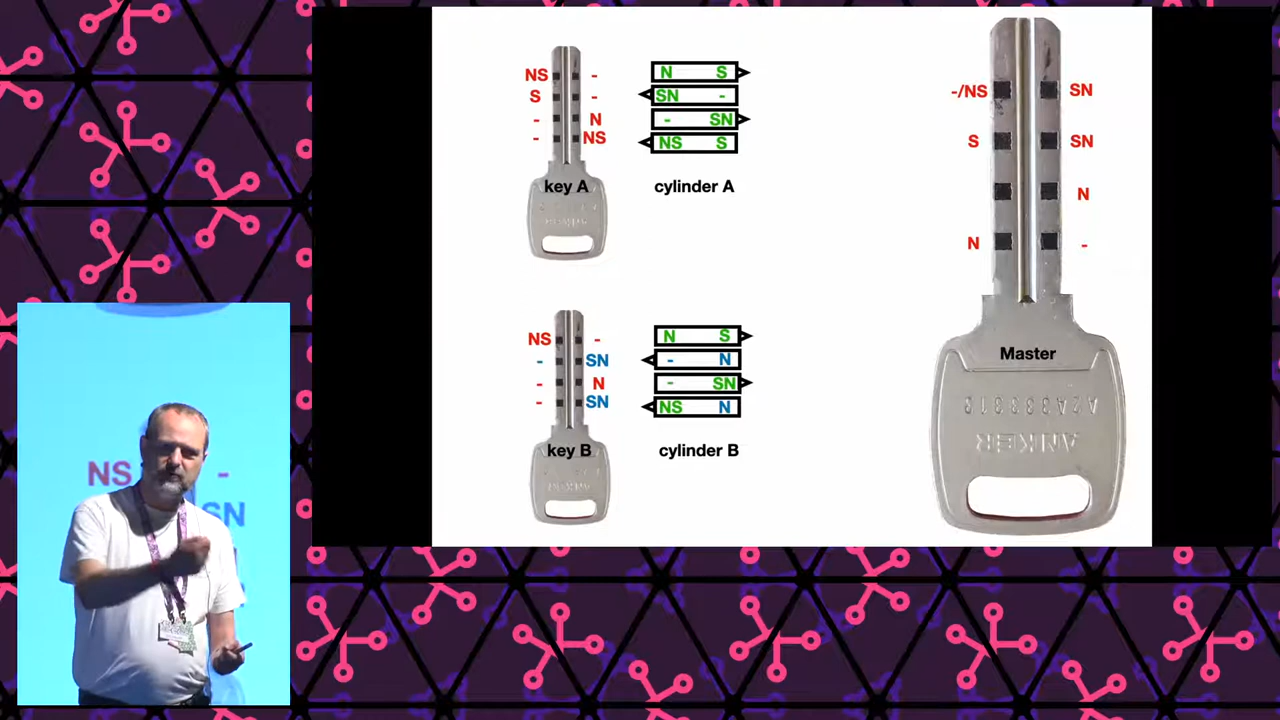 NS -
S -
- N
- NS
key A
N S
SN -
- SN
NS S
cylinder A
NS -
- SN
- N
- SN
key B
N S
- N
- SN
NS N
cylinder B
-/NS SN
S SN
N
N -
Master
A2A333313
ANKER
NS -
SN